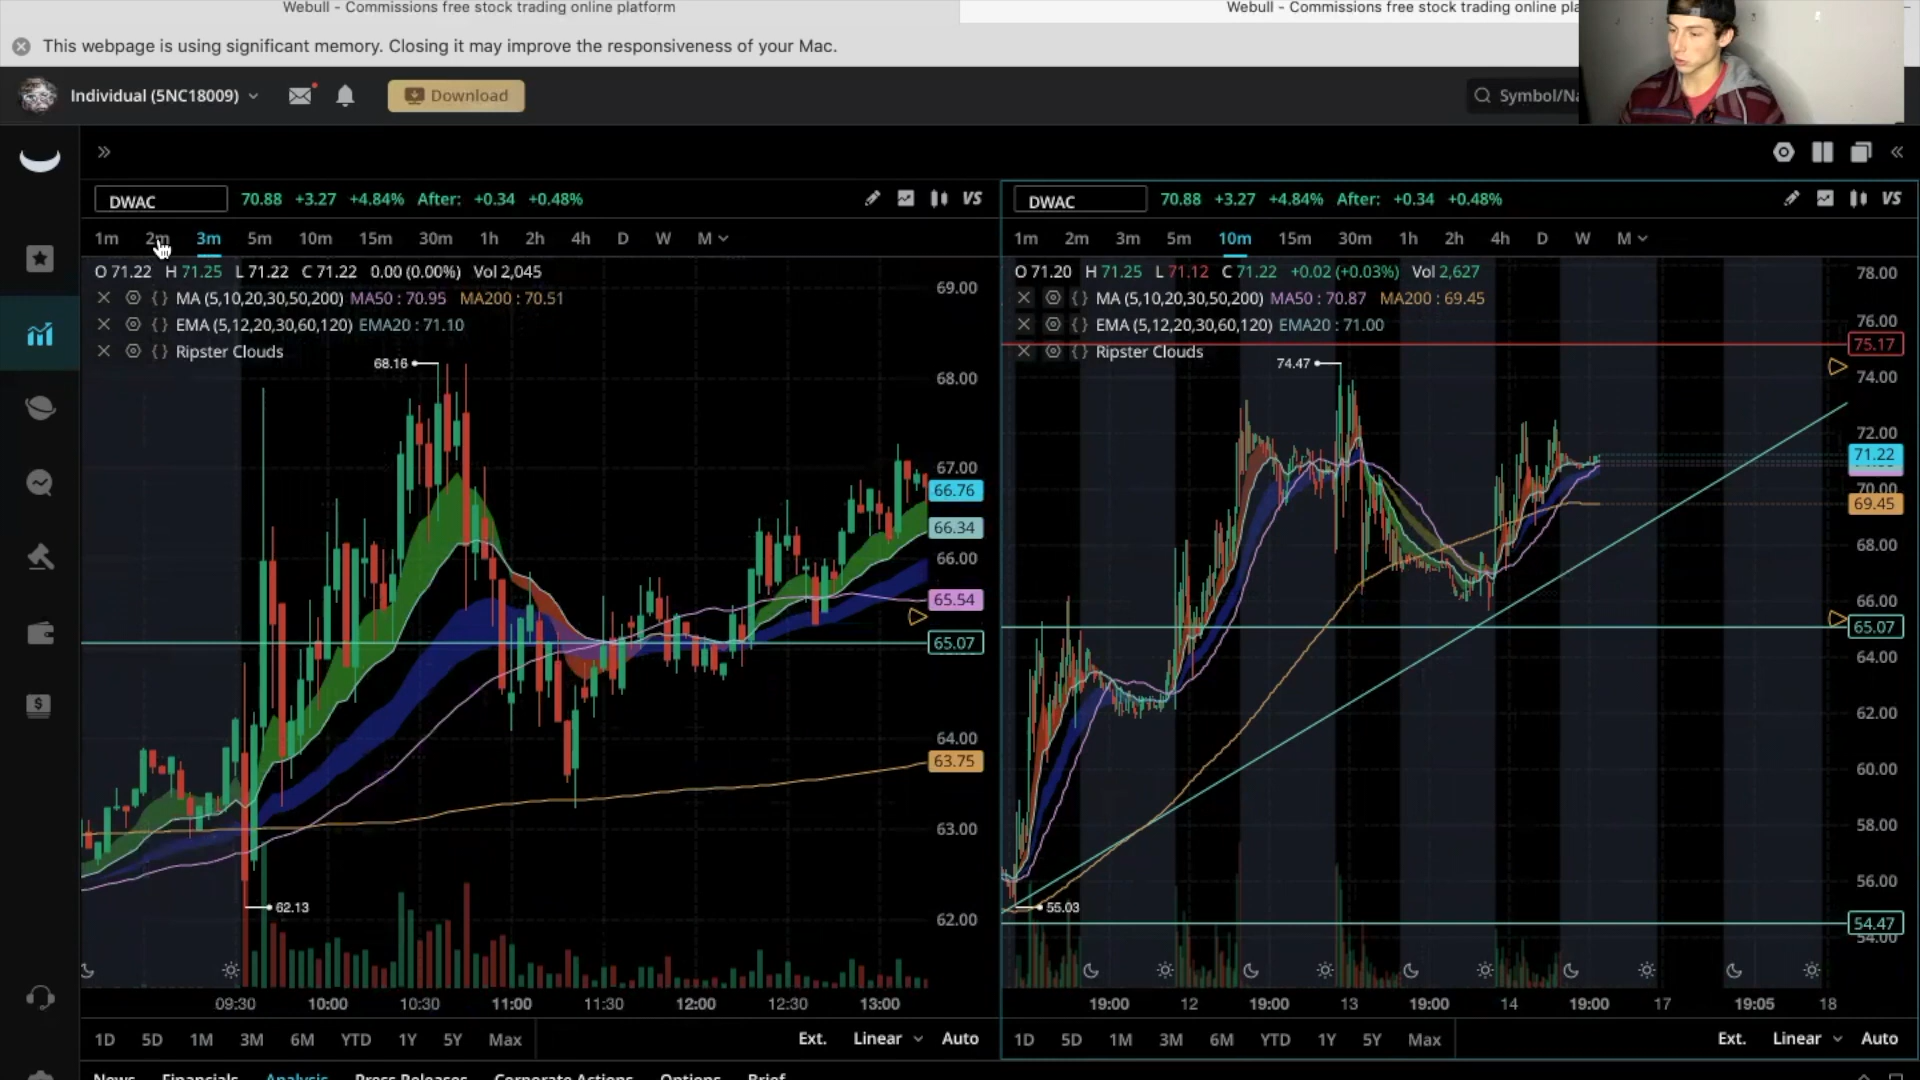 Webull - Commissions free stock trading online platform
Webull - Commissions free stock trading online pla
This webpage is using significant memory. Closing it may improve the responsiveness of your Mac.
Individual (5NC18009)
Download
Symbol/Na
DWAC 70.88 +3.27 +4.84% After: +0.34 +0.48% VS
1m 2m 3m 5m 10m 15m 30m 1h 2h 4h D W M
O 71.22 H 71.25 L 71.22 C 71.22 0.00 (0.00%) Vol 2,045
MA (5,10,20,30,50,200) MA50 : 70.95 MA200 : 70.51
EMA (5,12,20,30,60,120) EMA20 : 71.10
Ripster Clouds
68.16
62.13
69.00
68.00
67.00
66.76
66.34
66.00
65.54
65.07
64.00
63.75
63.00
62.00
09:30 10:00 10:30 11:00 11:30 12:00 12:30 13:00
1D 5D 1M 3M 6M YTD 1Y 5Y Max Ext. Linear Auto
DWAC 70.88 +3.27 +4.84% After: +0.34 +0.48% VS
1m 2m 3m 5m 10m 15m 30m 1h 2h 4h D W M
O 71.20 H 71.25 L 71.12 C 71.22 +0.02 (+0.03%) Vol 2,627
MA (5,10,20,30,50,200) MA50 : 70.87 MA200 : 69.45
EMA (5,12,20,30,60,120) EMA20 : 71.00
Ripster Clouds
74.47
55.03
78.00
76.00
75.17
74.00
72.00
71.22
70.00
69.45
68.00
66.00
65.07
64.00
62.00
60.00
58.00
56.00
54.47
54.00
19:00 12 19:00 13 19:00 14 19:00 17 19:05 18
1D 5D 1M 3M 6M YTD 1Y 5Y Max Ext. Linear Auto
News Financials Analysis Press Releases Corporate Actions Options Brief